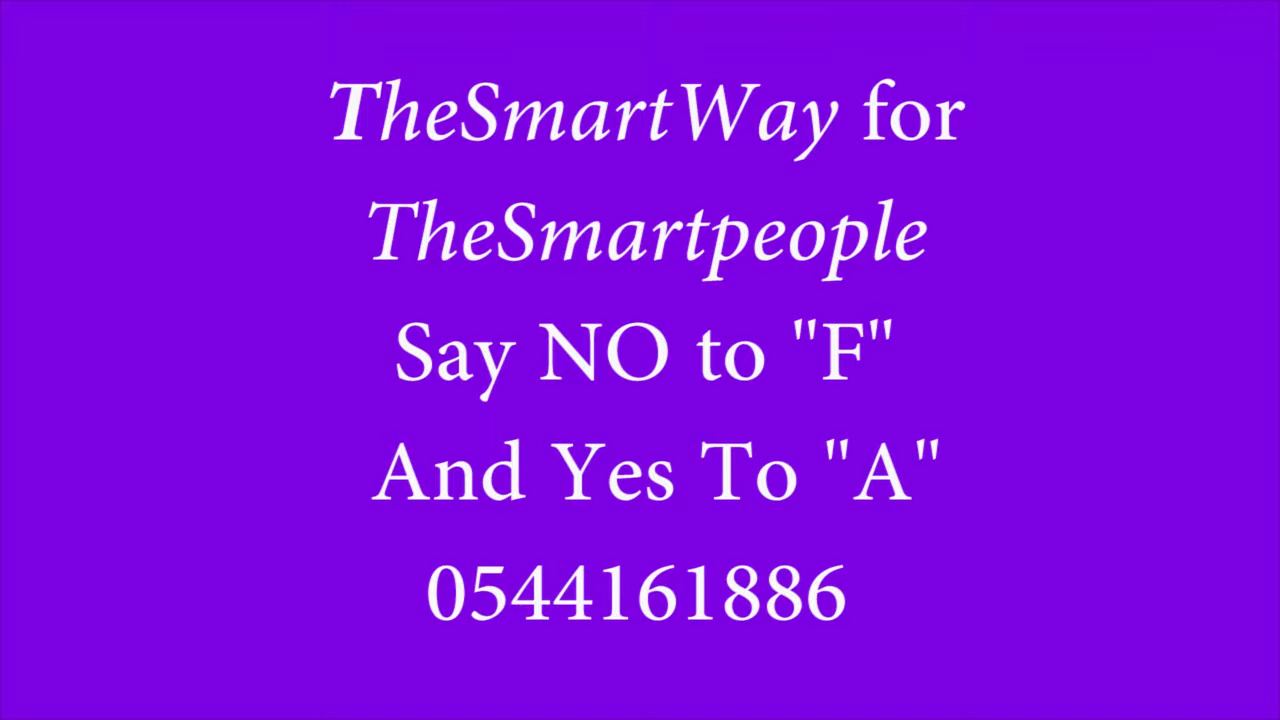 TheSmartWay for
TheSmartpeople
Say NO to "F"
And Yes To "A"
0544161886